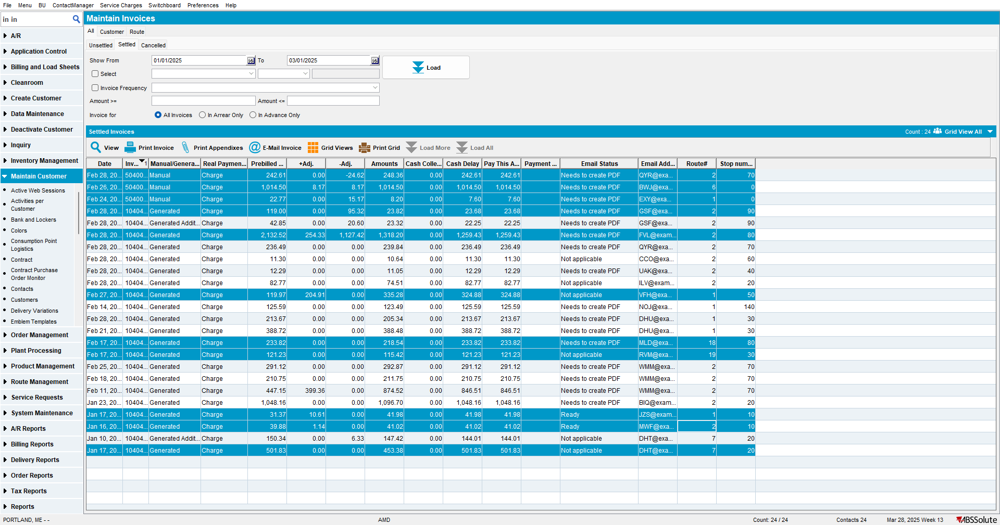 File Menu BU ContactManager Service Charges Switchboard Preferences Help
in in
A/R
Application Control
Billing and Load Sheets
Cleanroom
Create Customer
Data Maintenance
Deactivate Customer
Inquiry
Inventory Management
Maintain Customer
Active Web Sessions
Activities per
Customer
Bank and Lockers
Colors
Consumption Point
Logistics
Contract
Contract Purchase
Order Monitor
Contacts
Customers
Delivery Variations
Emblem Templates
Order Management
Plant Processing
Product Management
Route Management
Service Requests
System Maintenance
A/R Reports
Billing Reports
Delivery Reports
Order Reports
Tax Reports
Reports
Maintain Invoices
All Customer Route
Unsettled Settled Cancelled
Show From 01/01/2025 16 To 03/01/2025 16
Load
Select
Invoice Frequency
Amount >= Amount <=
Invoice for All Invoices In Arrear Only In Advance Only
Settled Invoices Count : 24 Grid View All
View Print Invoice Print Appendixes E-Mail Invoice Grid Views Print Grid Load More Load All
Date Inv... 1 Manual/Genera... Real Paymen... Prebilled ... +Adj. -Adj. Amounts Cash Colle... Cash Delay Pay This A... Payment ... Email Status Email Add... Route# Stop num...
Feb 28, 20... 50400... Manual Charge 242.61 0.00 -24.62 248.36 0.00 242.61 242.61 Needs to create PDF QYR@exa... 2 70
Feb 26, 20... 50400... Manual Charge 1,014.50 8.17 8.17 1,014.50 0.00 1,014.50 1,014.50 Needs to create PDF BWJ@exa... 6 0
Feb 24, 20... 50400... Manual Charge 22.77 0.00 15.17 8.20 0.00 7.60 7.60 Needs to create PDF EXY@exa... 1 0
Feb 28, 20... 10404... Generated Charge 119.00 0.00 95.32 23.82 0.00 23.68 23.68 Needs to create PDF GSF@exa... 2 90
Feb 28, 20... 10404... Generated Addit... Charge 42.85 0.00 20.60 23.32 0.00 22.25 22.25 Needs to create PDF GSF@exa... 2 90
Feb 28, 20... 10404... Generated Charge 2,132.52 254.33 1,127.42 1,318.20 0.00 1,259.43 1,259.43 Needs to create PDF FVL@exam... 2 80
Feb 28, 20... 10404... Generated Charge 236.49 0.00 0.00 239.84 0.00 236.49 236.49 Needs to create PDF QYR@exa... 2 70
Feb 28, 20... 10404... Generated Charge 11.30 0.00 0.00 10.64 0.00 11.30 11.30 Not applicable CCO@exa... 2 60
Feb 28, 20... 10404... Generated Charge 12.29 0.00 0.00 11.05 0.00 12.29 12.29 Needs to create PDF UAK@exa... 2 40
Feb 28, 20... 10404... Generated Charge 82.77 0.00 0.00 74.51 0.00 82.77 82.77 Not applicable ILV@exam... 2 20
Feb 27, 20... 10404... Generated Charge 119.97 204.91 0.00 335.28 0.00 324.88 324.88 Not applicable VFH@exa... 1 50
Feb 14, 20... 10404... Generated Charge 125.59 0.00 0.00 123.49 0.00 125.59 125.59 Needs to create PDF NOJ@exa... 1 140
Feb 28, 20... 10404... Generated Charge 213.67 0.00 0.00 205.34 0.00 213.67 213.67 Needs to create PDF DHU@exa... 1 30
Feb 21, 20... 10404... Generated Charge 388.72 0.00 0.00 388.48 0.00 388.72 388.72 Needs to create PDF DHU@exa... 1 30
Feb 17, 20... 10404... Generated Charge 233.82 0.00 0.00 218.54 0.00 233.82 233.82 Needs to create PDF MLD@exa... 18 80
Feb 17, 20... 10404... Generated Charge 121.23 0.00 0.00 115.42 0.00 121.23 121.23 Not applicable RVM@exa... 19 30
Feb 25, 20... 10404... Generated Charge 291.12 0.00 0.00 292.87 0.00 291.12 291.12 Needs to create PDF WMM@exa... 2 70
Feb 18, 20... 10404... Generated Charge 210.75 0.00 0.00 211.75 0.00 210.75 210.75 Needs to create PDF WMM@exa... 2 70
Feb 11, 20... 10404... Generated Charge 447.15 399.36 0.00 874.52 0.00 846.51 846.51 Needs to create PDF WMM@exa... 2 70
Jan 23, 20... 10404... Generated Charge 1,048.16 0.00 0.00 1,096.70 0.00 1,048.16 1,048.16 Needs to create PDF BIQ@exam... 2 20
Jan 17, 20... 10404... Generated Charge 31.37 10.61 0.00 41.98 0.00 41.98 41.98 Ready JZS@exam... 1 10
Jan 16, 20... 10404... Generated Charge 39.88 1.14 0.00 41.02 0.00 41.02 41.02 Ready MWF@exa... 2 10
Jan 10, 20... 10404... Generated Addit... Charge 150.34 0.00 6.33 147.42 0.00 144.01 144.01 Not applicable DHT@exa... 7 20
Jan 17, 20... 10404... Generated Charge 501.83 0.00 0.00 453.38 0.00 501.83 501.83 Not applicable DHT@exa... 7 20
PORTLAND, ME - - AMD Count: 24 / 24 Contacts 24 Mar 28, 2025 Week 13 ABSSolute